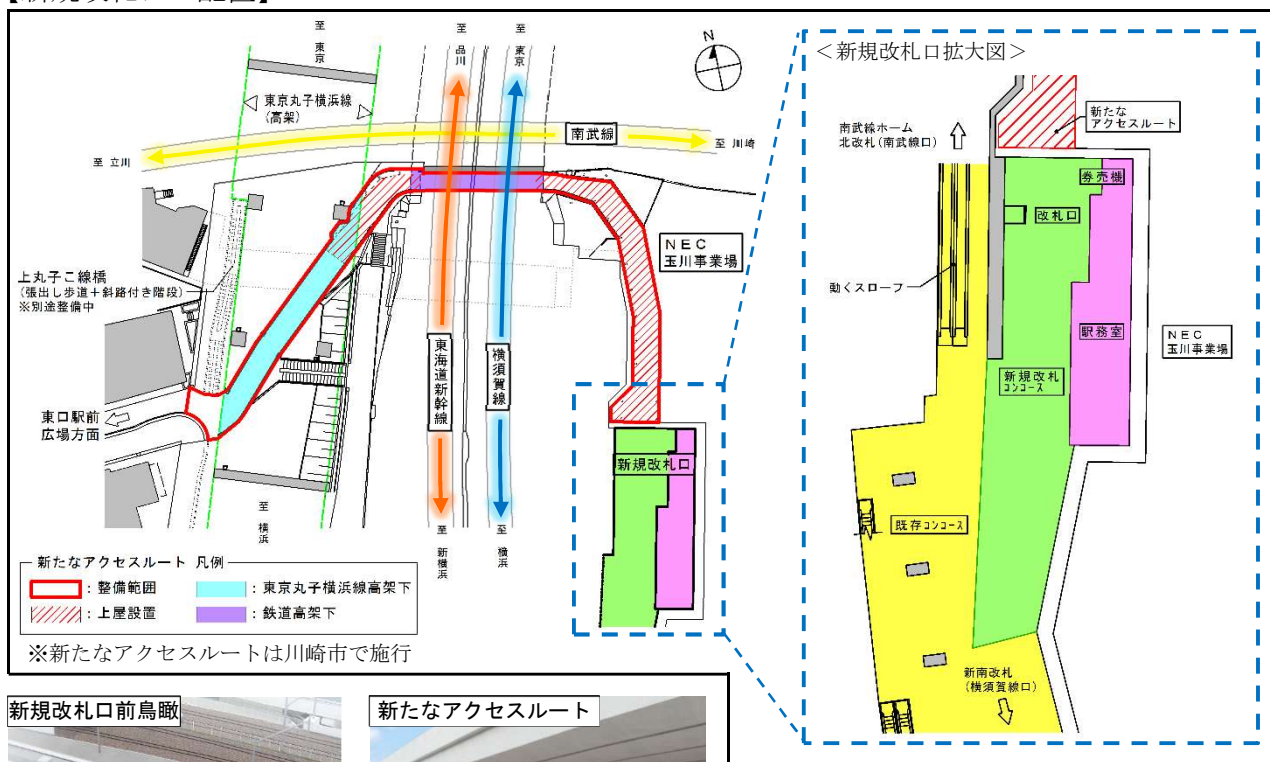 至
東
京
至
品
川
至
東
京
N
東京丸子横浜線
(高架)
南武線
至 立川
至 川崎
NEC
玉川事業場
上丸子こ線橋
(張出し歩道＋斜路付き階段)
※別途整備中
東海道新幹線
横須賀線
東口駅前
広場方面
新規改札口
至
横
浜
至
新
横
浜
至
横
浜
新たなアクセスルート 凡例
：整備範囲
：東京丸子横浜線高架下
：上屋設置
：鉄道高架下
※新たなアクセスルートは川崎市で施行
＜新規改札口拡大図＞
南武線ホーム
北改札(南武線口)
新たな
アクセスルート
券売機
改札口
動くスロープ
駅務室
NEC
玉川事業場
新規改札
コンコース
既存コンコース
新南改札
(横須賀線口)
新規改札口前鳥瞰
新たなアクセスルート